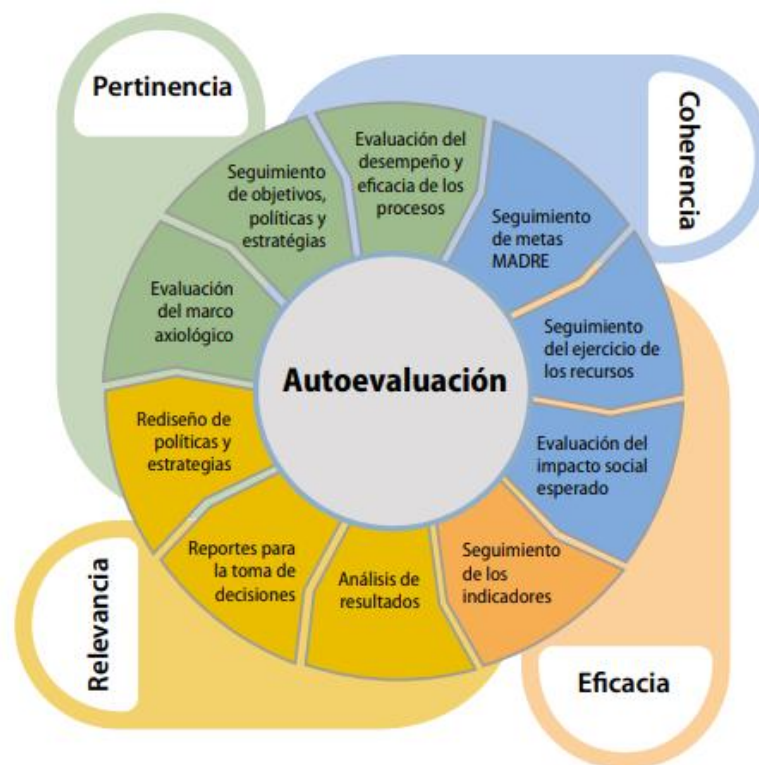 Pertinencia
Coherencia
Evaluación del
desempeño y
eficacia de los
procesos
Seguimiento
de objetivos,
políticas y
estratégias
Seguimiento
de metas
MADRE
Evaluación
del marco
axiológico
Seguimiento
del ejercicio de
los recursos
Autoevaluación
Rediseño de
políticas y
estrategias
Evaluación del
impacto social
esperado
Reportes para
la toma de
decisiones
Análisis de
resultados
Seguimiento
de los
indicadores
Relevancia
Eficacia